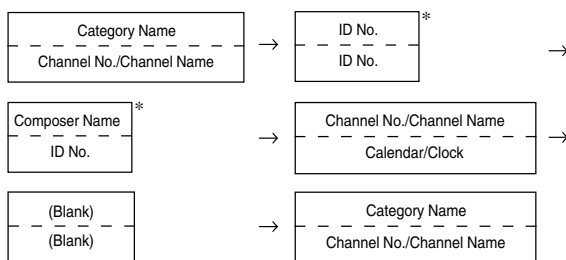 Category Name
Channel No./Channel Name
ID No.*
ID No.
Composer Name*
ID No.
Channel No./Channel Name
Calendar/Clock
(Blank)
(Blank)
Category Name
Channel No./Channel Name